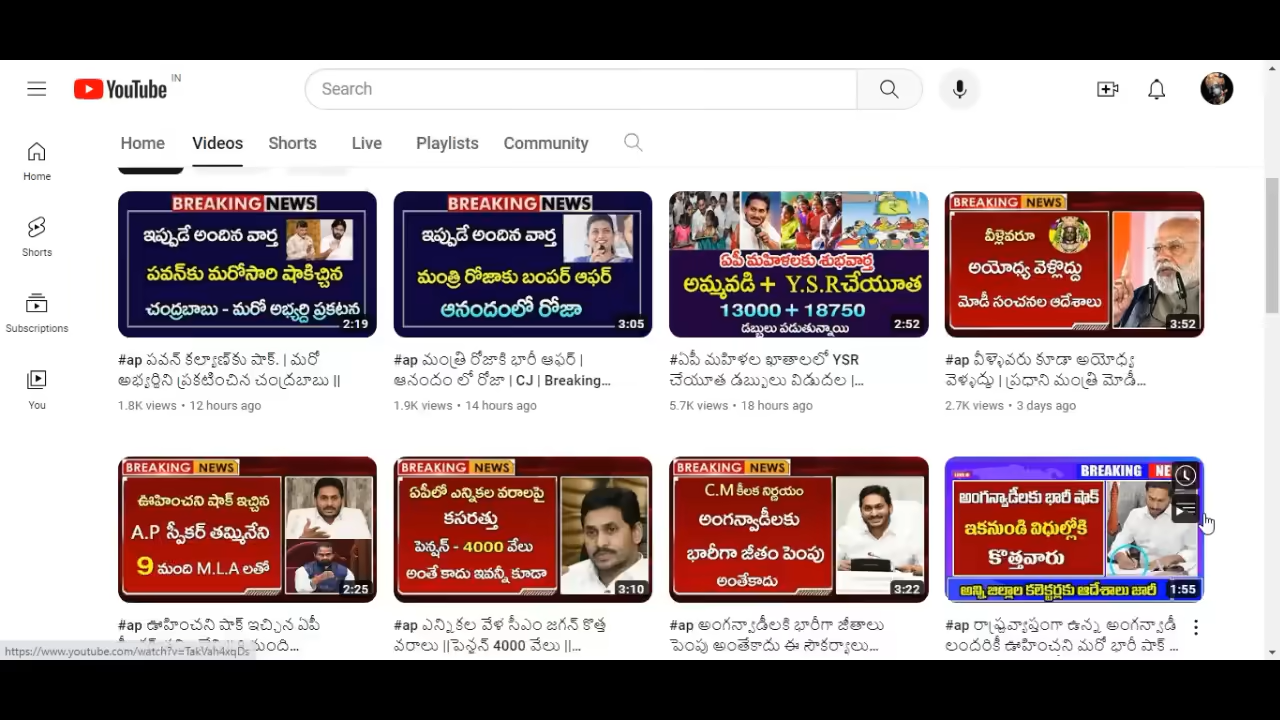 YouTube IN
Search
Home
Videos
Shorts
Live
Playlists
Community
Home
Shorts
Subscriptions
You
BREAKING NEWS
ఇప్పుడే అందిన వార్త
పవన్‌కు మరోసారి షాకిచ్చిన
చంద్రబాబు - మరో అభ్యర్ది ప్రకటన
2:19
#ap పవన్ కల్యాణ్‌కు షాక్. | మరో
అభ్యర్థిని ప్రకటించిన చంద్రబాబు ||
1.8K views • 12 hours ago
BREAKING NEWS
ఇప్పుడే అందిన వార్త
మంత్రి రోజాకు బంపర్ ఆఫర్
ఆనందంలో రోజా
3:05
#ap మంత్రి రోజాకి భారీ ఆఫర్ |
ఆనందం లో రోజా | CJ | Breaking...
1.9K views • 14 hours ago
ఏపీ మహిళలకు శుభవార్త
అమ్మవడి + Y.S.Rచేయూత
13000 + 18750
డబ్బులు పడుతున్నాయి
2:52
#ఏపీ మహిళల ఖాతాలలో YSR
చేయూత డబ్బులు విడుదల |...
5.7K views • 18 hours ago
BREAKING NEWS
వీళ్లెవరూ
అయోధ్య వెళ్లొద్దు
మోడీ సంచనల ఆదేశాలు
3:52
#ap వీళ్ళెవరు కూడా అయోధ్య
వెళ్ళద్దు | ప్రధాని మంత్రి మోడీ...
2.7K views • 3 days ago
BREAKING NEWS
ఊహించని షాక్ ఇచ్చిన
A.P స్పీకర్ తమ్మినేని
9 మంది M.L.A లతో
2:25
#ap ఊహించని షాక్ ఇచ్చిన ఏపీ
BREAKING NEWS
ఏపీలో ఎన్నికల వరాలపై
కసరత్తు
పెన్షన్ - 4000 వేలు
అంతే కాదు ఇవన్నీ కూడా
3:10
#ap ఎన్నికల వేళ సీఎం జగన్ కొత్త
వరాలు ||పెన్షన్ 4000 వేలు ||...
BREAKING NEWS
C.M కీలక నిర్ణయం
అంగన్వాడీలకు
భారీగా జీతం పెంపు
అంతేకాదు
3:22
#ap అంగన్వాడీలకి భారీగా జీతాలు
పెంపు అంతేకాదు ఈ సౌకర్యాలు...
BREAKING NE
అంగన్వాడీలకు భారీ షాక్
ఇకనుండి విధుల్లోకి
కొత్తవారు
అన్ని జిల్లాల కలెక్టర్లకు ఆదేశాలు జారీ
1:55
#ap రాష్ట్రవ్యాప్తంగా ఉన్న అంగన్వాడీ
లందరికీ ఊహించని మరో భారీ షాక్ ...
https://www.youtube.com/watch?v=TakVah4xqDs